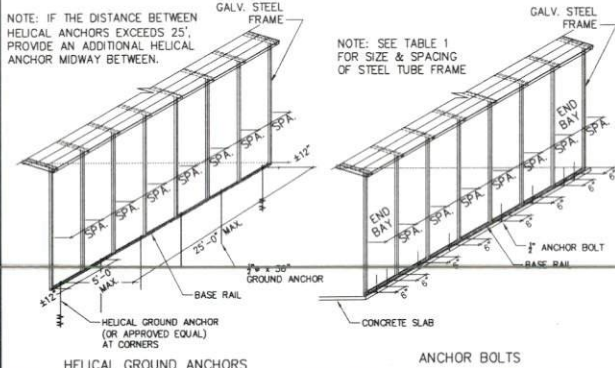 NOTE: IF THE DISTANCE BETWEEN
HELICAL ANCHORS EXCEEDS 25',
PROVIDE AN ADDITIONAL HELICAL
ANCHOR MIDWAY BETWEEN.
GALV. STEEL
FRAME
SPA.
SPA.
SPA.
SPA.
SPA.
SPA.
SPA.
±12"
25'-0" MAX.
5'-0"
MAX.
±12"
GROUND ANCHOR
BASE RAIL
HELICAL GROUND ANCHOR
(OR APPROVED EQUAL)
AT CORNERS
HELICAL GROUND ANCHORS
GALV. STEEL
FRAME
NOTE: SEE TABLE 1
FOR SIZE & SPACING
OF STEEL TUBE FRAME
END
BAY
SPA.
SPA.
SPA.
SPA.
SPA.
SPA.
END
BAY
6"
6"
6"
6"
6"
6"
6"
6"
6"
ANCHOR BOLT
BASE RAIL
CONCRETE SLAB
ANCHOR BOLTS